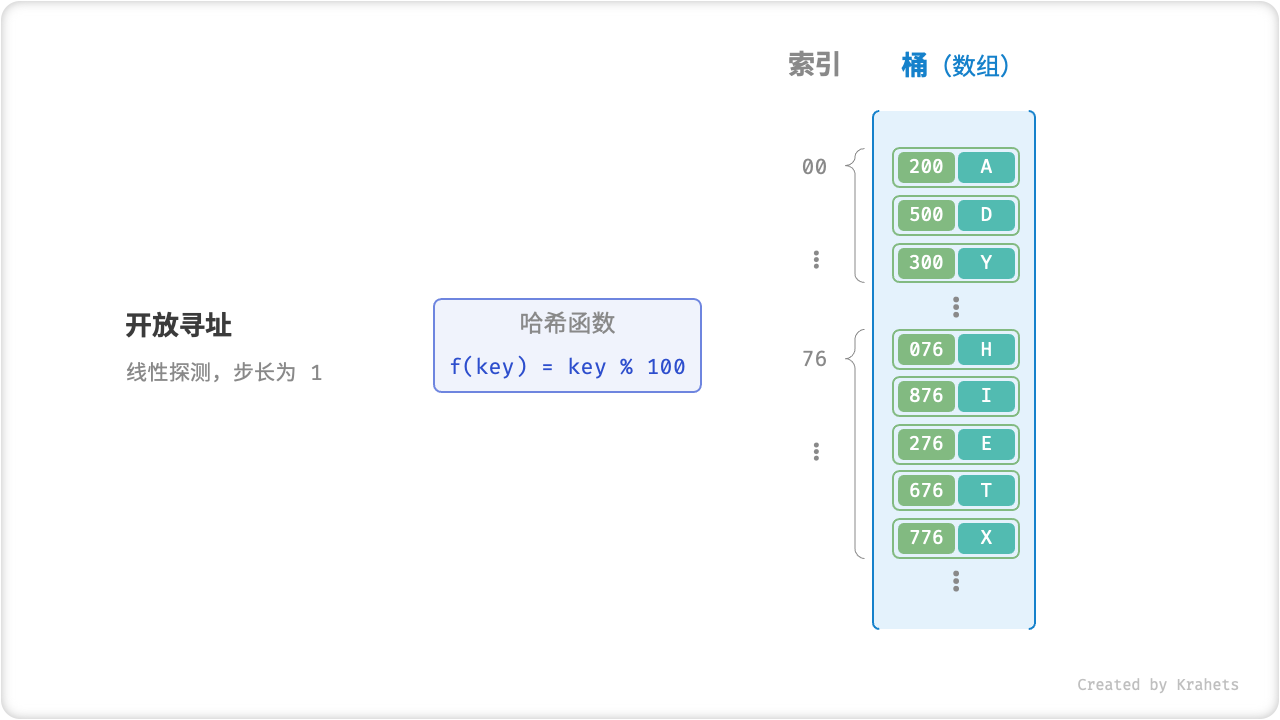 索引 桶（数组）
00 200 A
500 D
300 Y
开放寻址
线性探测，步长为 1
哈希函数
f(key) = key % 100
76 076 H
876 I
276 E
676 T
776 X
Created by Krahets